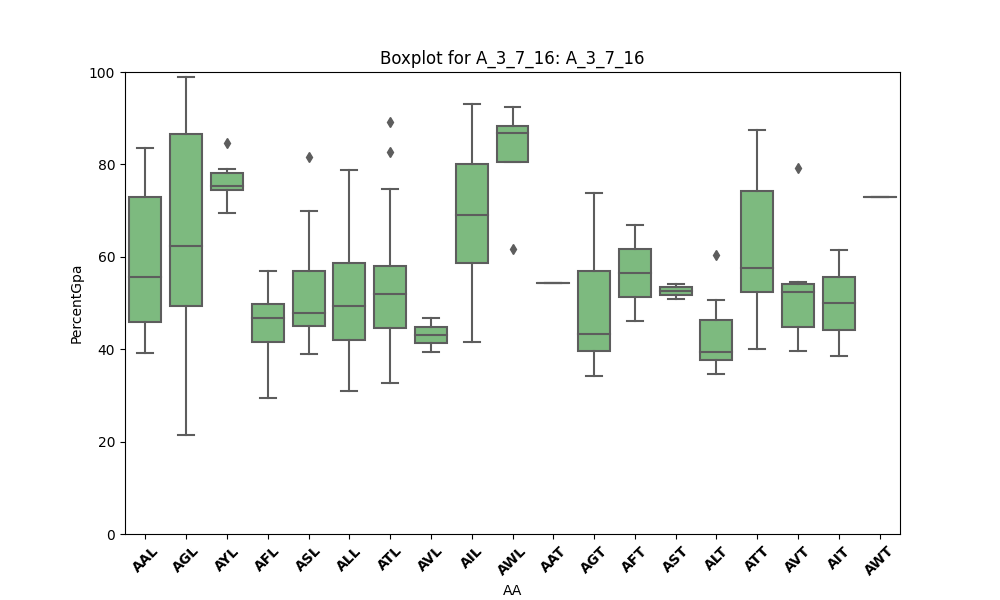 Boxplot for A_3_7_16: A_3_7_16
PercentGpa
100
80
60
40
20
0
AAL AGL AYL AFL ASL ALL ATL AVL AIL AWL AAT AGT AFT AST ALT ATT AVT AIT AWT
AA